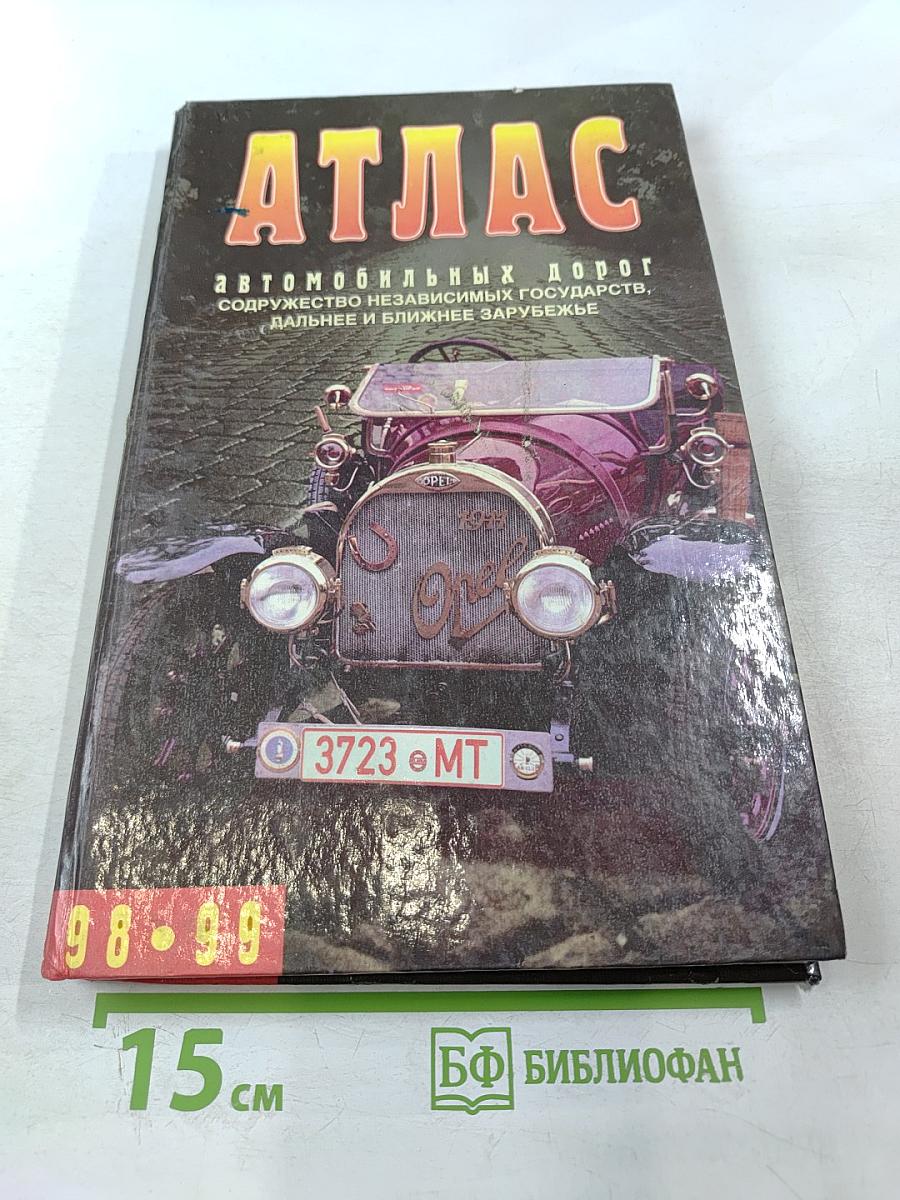 АТЛАС
автомобильных дорог
СОДРУЖЕСТВО НЕЗАВИСИМЫХ ГОСУДАРСТВ,
ДАЛЬНЕЕ И БЛИЖНЕЕ ЗАРУБЕЖЬЕ
OPEL
1911
Opel
3723 MT
98•99
15 см
БФ БИБЛИОФАН